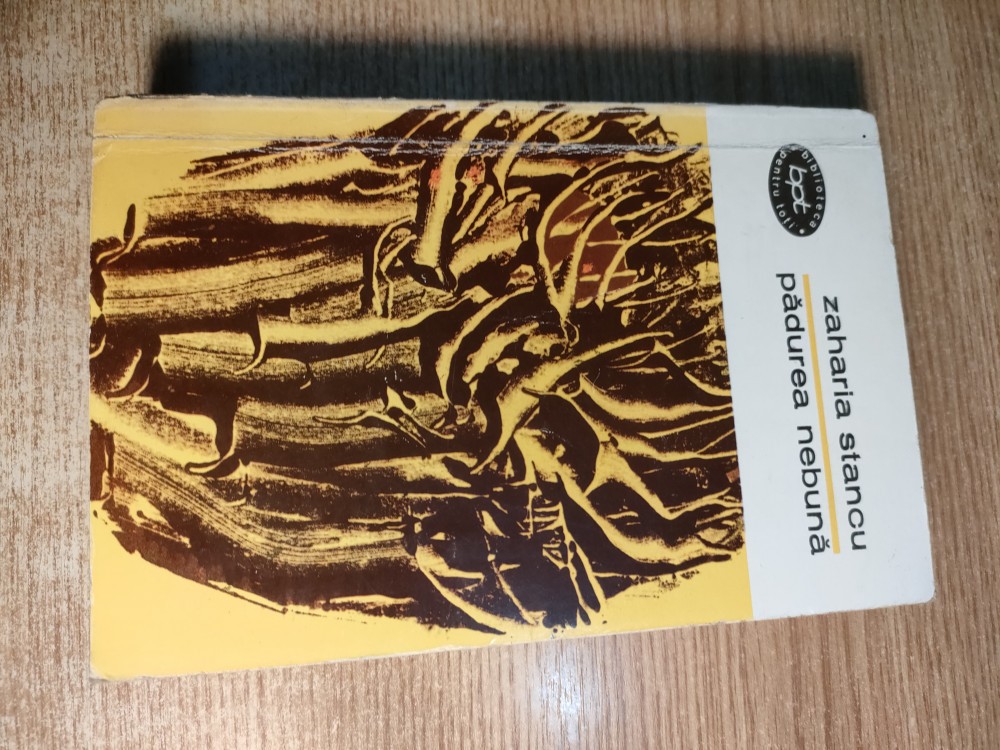 biblioteca
bpt
pentru toți
zaharia stancu
pădurea nebună